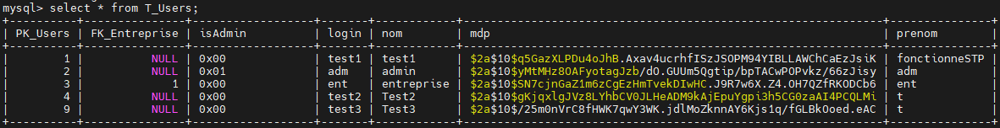 mysql> select * from T_Users;
+----------+---------------+------------------+-------+------------+--------------------------------------------------------------+---------------+
| PK_Users | FK_Entreprise | isAdmin          | login | nom        | mdp                                                          | prenom        |
+----------+---------------+------------------+-------+------------+--------------------------------------------------------------+---------------+
|        1 |          NULL | 0x00             | test1 | test1      | $2a$10$q5GazXLPDu4oJhB.Axav4ucrhfISzJSOPM94YIBLLAWChCaEzJsiK | fonctionneSTP |
|        2 |          NULL | 0x01             | adm   | admin      | $2a$10$yMtMHz8OAFyotagJzb/dO.GUUm5Qgtip/bpTACwPOPvkz/66zJisy | adm           |
|        3 |             1 | 0x00             | ent   | entreprise | $2a$10$SN7cjnGaZ1m6zCgEzHmTvekDIwHC.J9R7w6X.Z4.OH7QZfRKODCb6 | ent           |
|        4 |          NULL | 0x00             | test2 | Test2      | $2a$10$gKjqxlgJVz8LYhbCV0JLHeADM9kAjEpuYgpi3h5CG0zaAI4PCQLMi | t             |
|        9 |          NULL | 0x00             | test3 | Test3      | $2a$10$/25m0nVrC8fHWK7qwY3WK.jdlMoZknnAY6Kjs1q/fGLBkOoed.eAC | t             |
+----------+---------------+------------------+-------+------------+--------------------------------------------------------------+---------------+